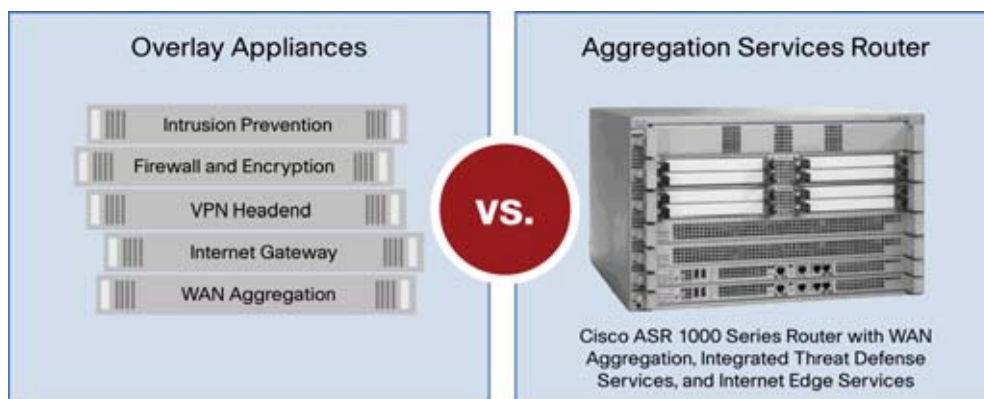 Overlay Appliances
Intrusion Prevention
Firewall and Encryption
VPN Headend
Internet Gateway
WAN Aggregation
vs.
Aggregation Services Router
Cisco ASR 1000 Series Router with WAN
Aggregation, Integrated Threat Defense
Services, and Internet Edge Services